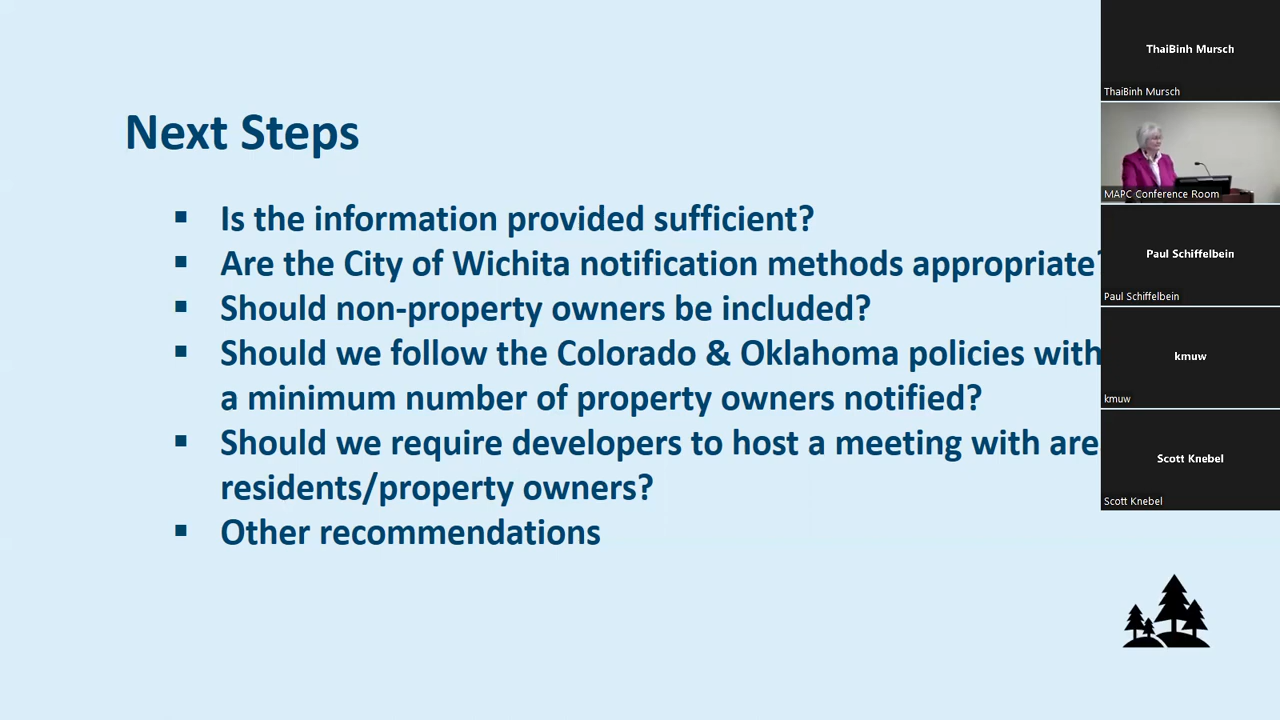 Next Steps
Is the information provided sufficient?
Are the City of Wichita notification methods appropriate?
Should non-property owners be included?
Should we follow the Colorado & Oklahoma policies with
a minimum number of property owners notified?
Should we require developers to host a meeting with are
residents/property owners?
Other recommendations
ThaiBinh Mursch
ThaiBinh Mursch
MAPC Conference Room
Paul Schiffelbein
Paul Schiffelbein
kmuw
kmuw
Scott Knebel
Scott Knebel